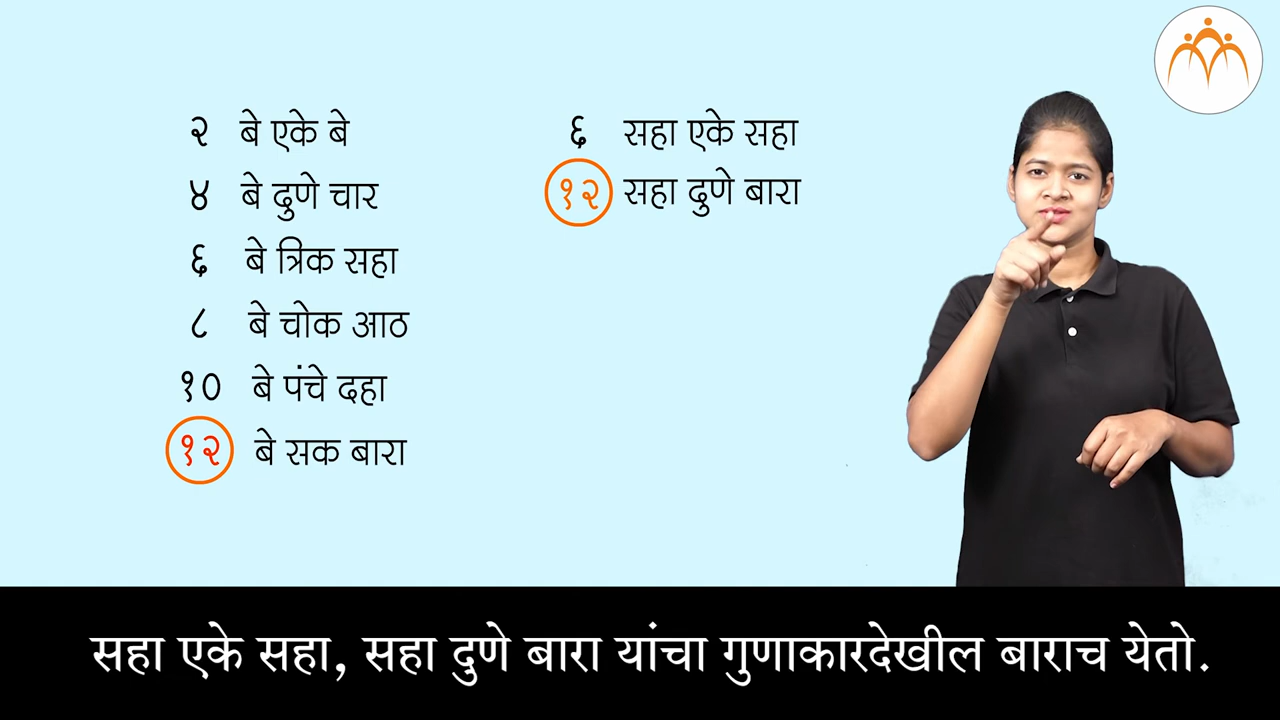 २ बे एके बे
४ बे दुणे चार
६ बे त्रिक सहा
८ बे चोक आठ
१० बे पंचे दहा
१२ बे सक बारा
६ सहा एके सहा
१२ सहा दुणे बारा
सहा एके सहा, सहा दुणे बारा यांचा गुणाकारदेखील बाराच येतो.